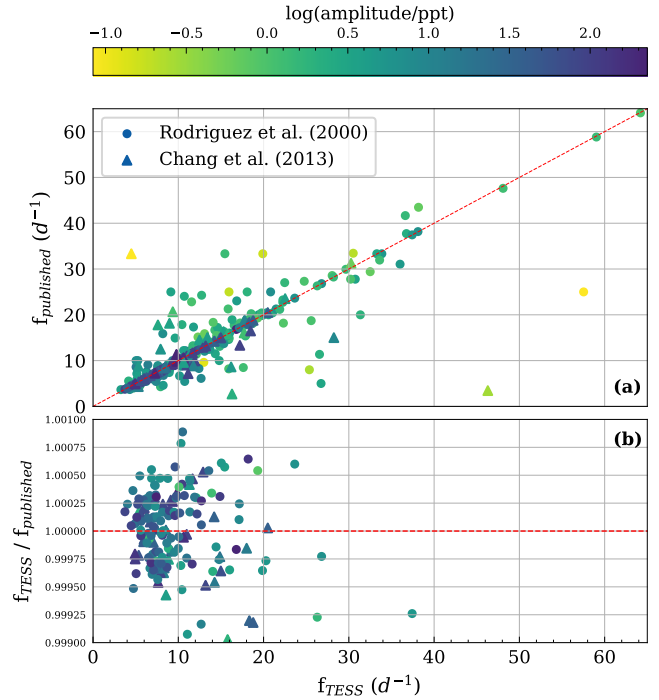 log(amplitude/ppt)
−1.0 −0.5 0.0 0.5 1.0 1.5 2.0
Rodriguez et al. (2000)
Chang et al. (2013)
60
50
40
30
20
10
0
f_published (d⁻¹)
(a)
(b)
1.00100
1.00075
1.00050
1.00025
1.00000
0.99975
0.99950
0.99925
0.99900
f_TESS / f_published
0 10 20 30 40 50 60
f_TESS (d⁻¹)